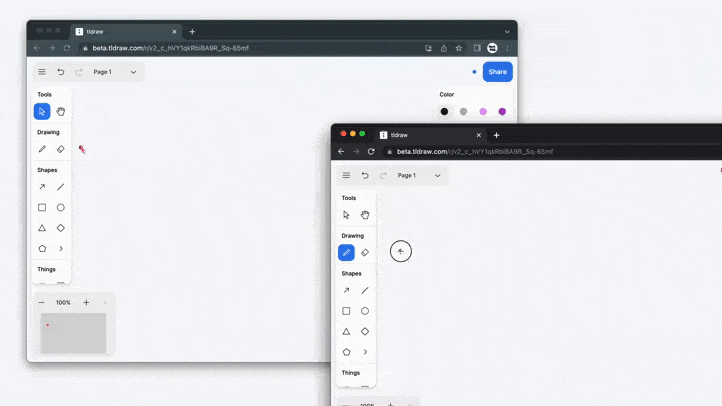 tldraw
beta.tldraw.com/r/v2_c_hVY1qkRbiBA9R_Sq-65mf
Page 1
Share
Tools
Drawing
Shapes
Things
100%
Color
tldraw
beta.tldraw.com/r/v2_c_hVY1qkRbiBA9R_Sq-65mf
Page 1
Tools
Drawing
Shapes
Things
100%